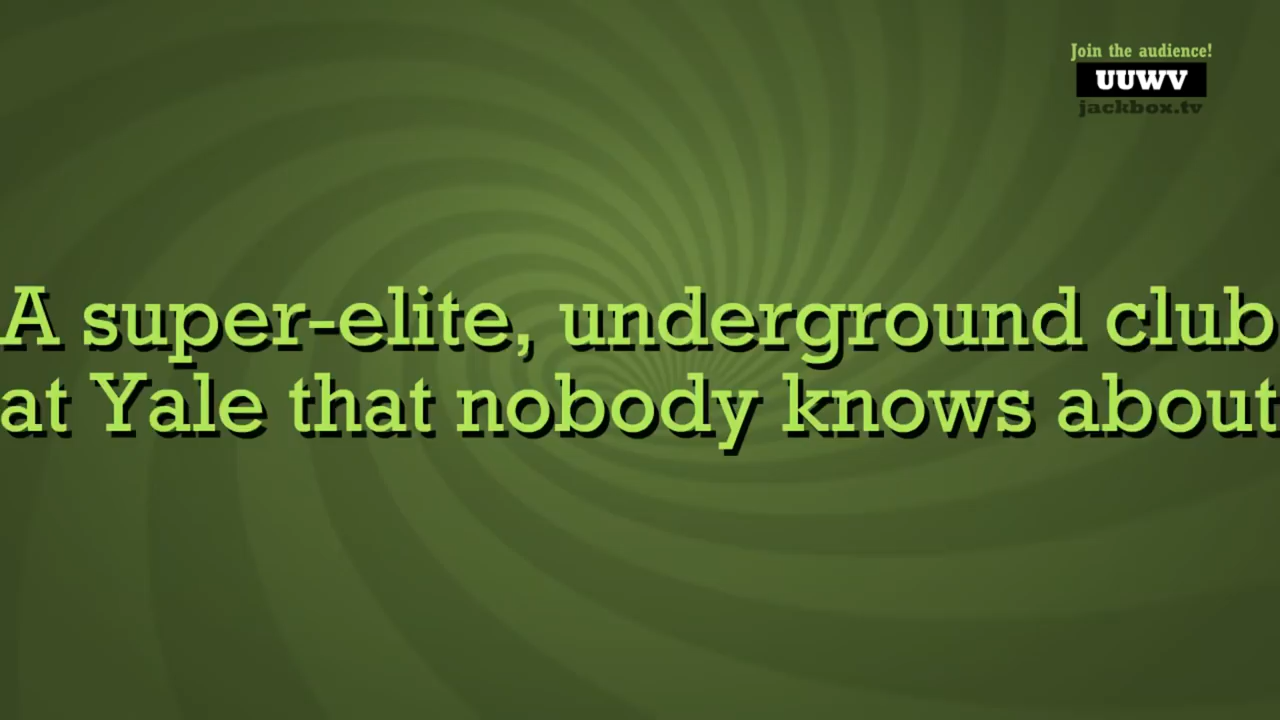 Join the audience!
UUWV
jackbox.tv
A super-elite, underground club
at Yale that nobody knows about